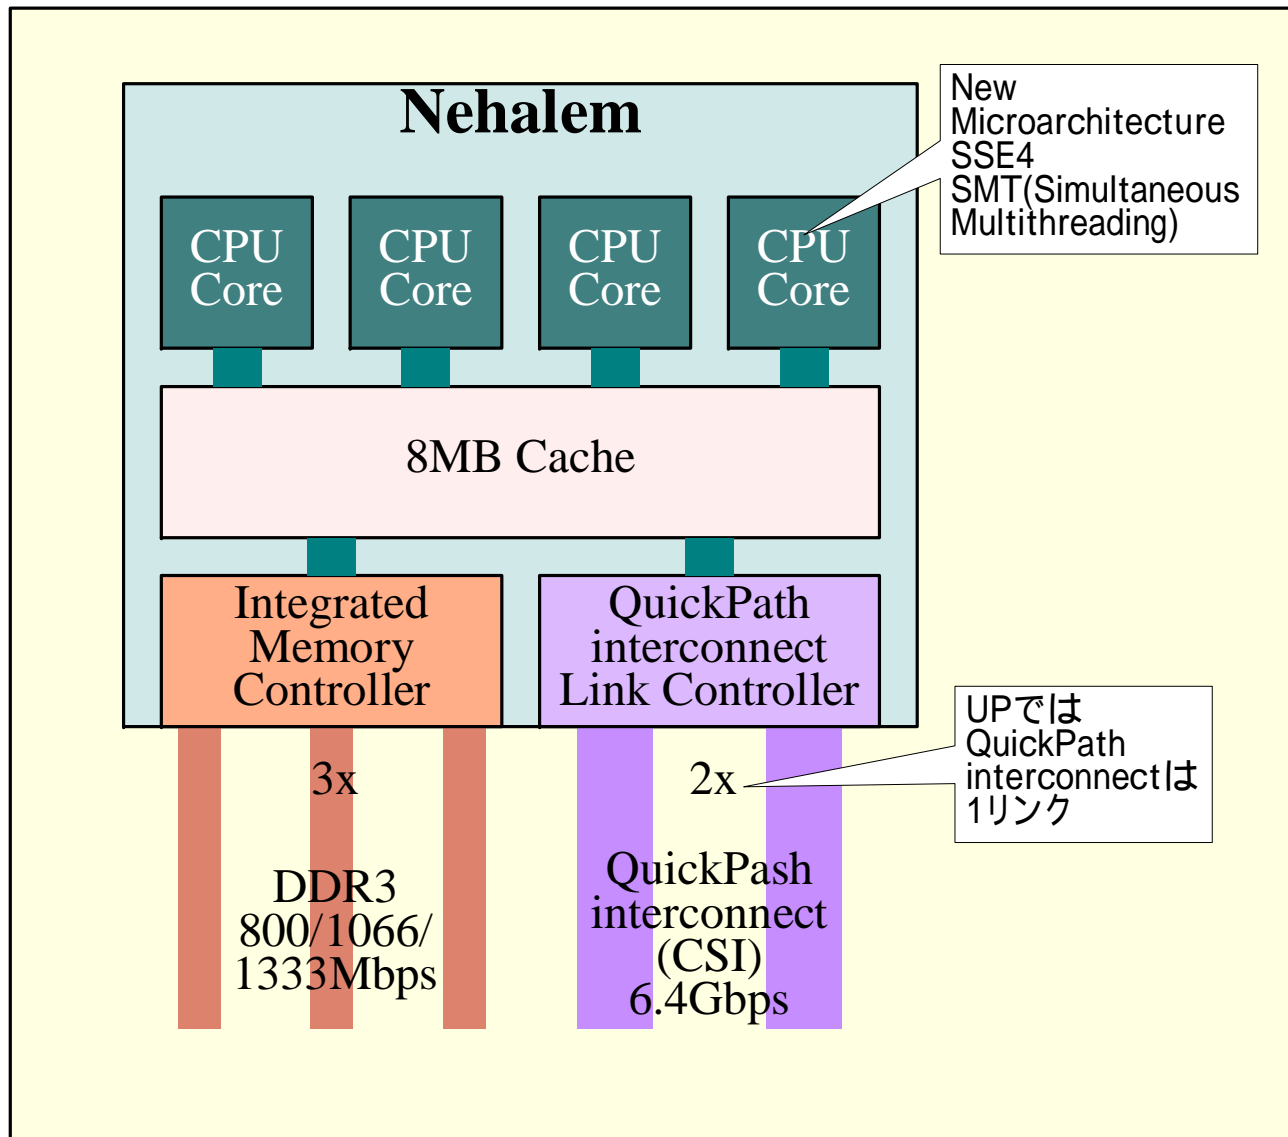 Nehalem
New
Microarchitecture
SSE4
SMT(Simultaneous
Multithreading)
CPU
Core
CPU
Core
CPU
Core
CPU
Core
8MB Cache
Integrated
Memory
Controller
QuickPath
interconnect
Link Controller
3x
2x
UPでは
QuickPath
interconnectは
1リンク
DDR3
800/1066/
1333Mbps
QuickPash
interconnect
(CSI)
6.4Gbps